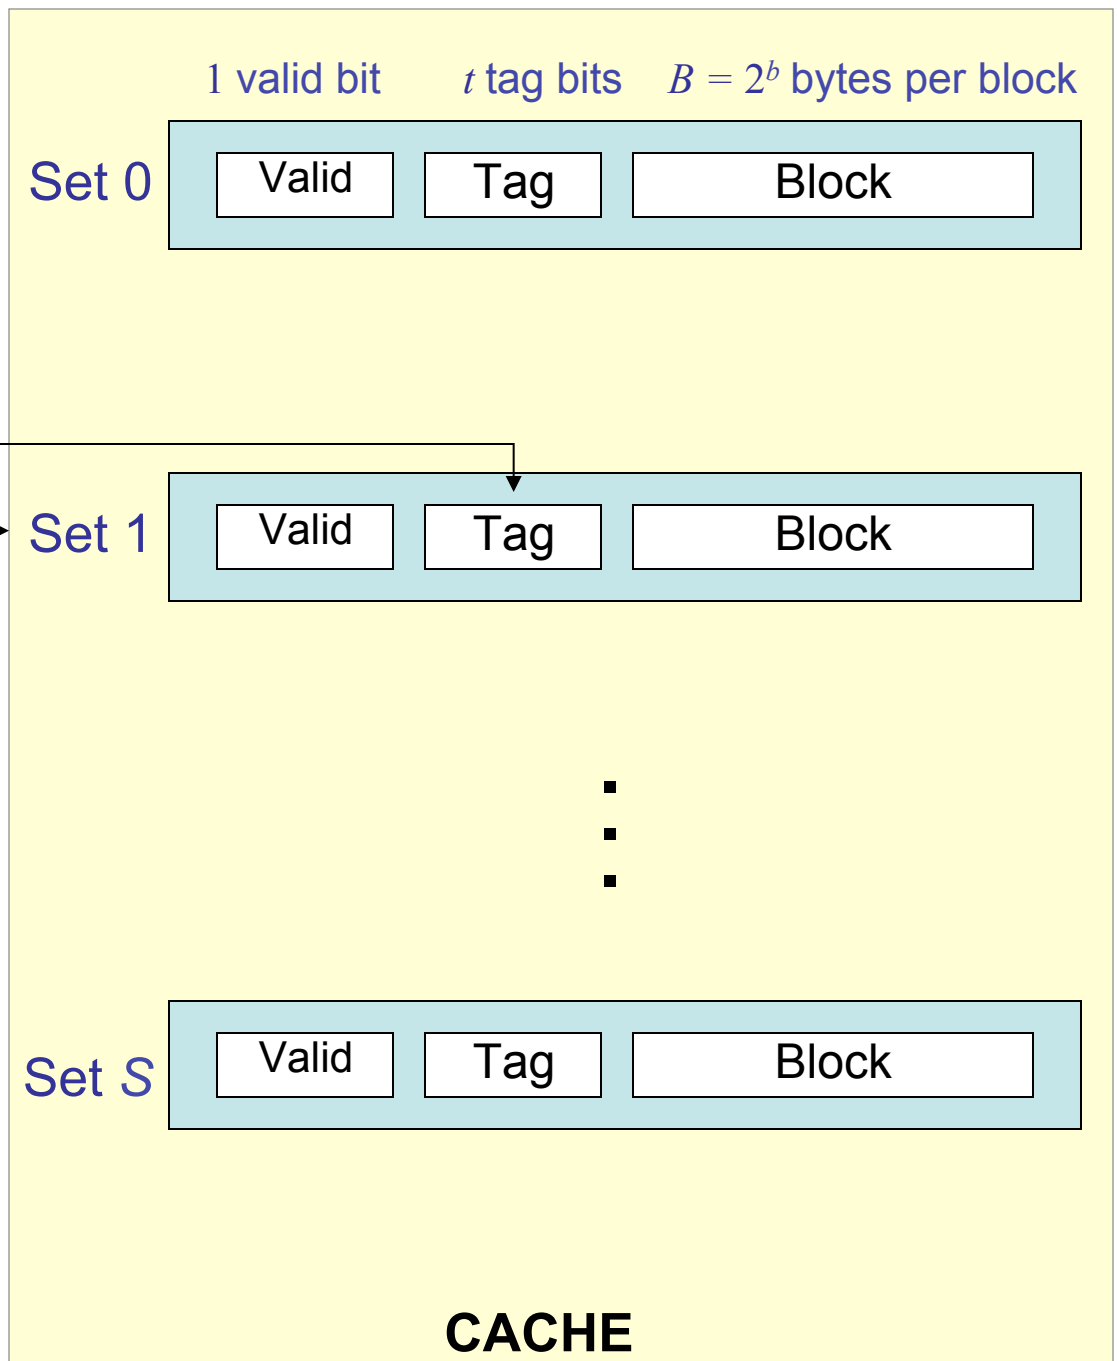 1 valid bit t tag bits B = 2^b bytes per block
Set 0 Valid Tag Block
Set 1 Valid Tag Block
Set S Valid Tag Block
CACHE